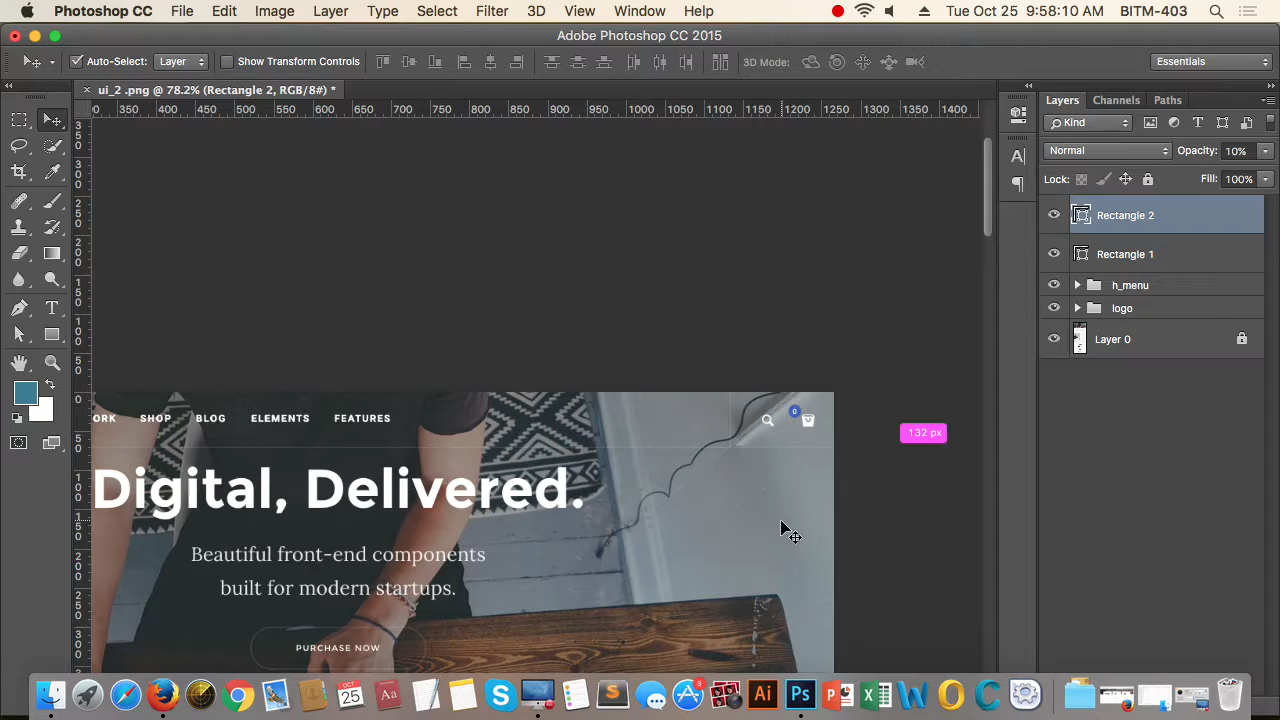 Photoshop CC File Edit Image Layer Type Select Filter 3D View Window Help Tue Oct 25 9:58:10 AM BITM-403
Adobe Photoshop CC 2015
Auto-Select: Layer Show Transform Controls 3D Mode: Essentials
ui_2 .png @ 78.2% (Rectangle 2, RGB/8#) *
350 400 450 500 550 600 650 700 750 800 850 900 950 1000 1050 1100 1150 1200 1250 1300 1350 1400
Layers Channels Paths
Kind
Normal Opacity: 10%
Lock: Fill: 100%
Rectangle 2
Rectangle 1
h_menu
logo
Layer 0
ORK SHOP BLOG ELEMENTS FEATURES 0
132 px
Digital, Delivered.
Beautiful front-end components
built for modern startups.
PURCHASE NOW